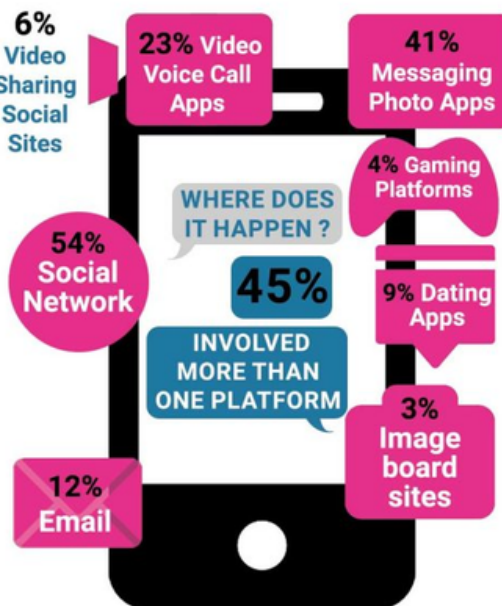 6%
Video
Sharing
Social
Sites
23% Video
Voice Call
Apps
41%
Messaging
Photo Apps
4% Gaming
Platforms
WHERE DOES
IT HAPPEN ?
54%
Social
Network
45%
9% Dating
Apps
INVOLVED
MORE THAN
ONE PLATFORM
3%
Image
board
sites
12%
Email